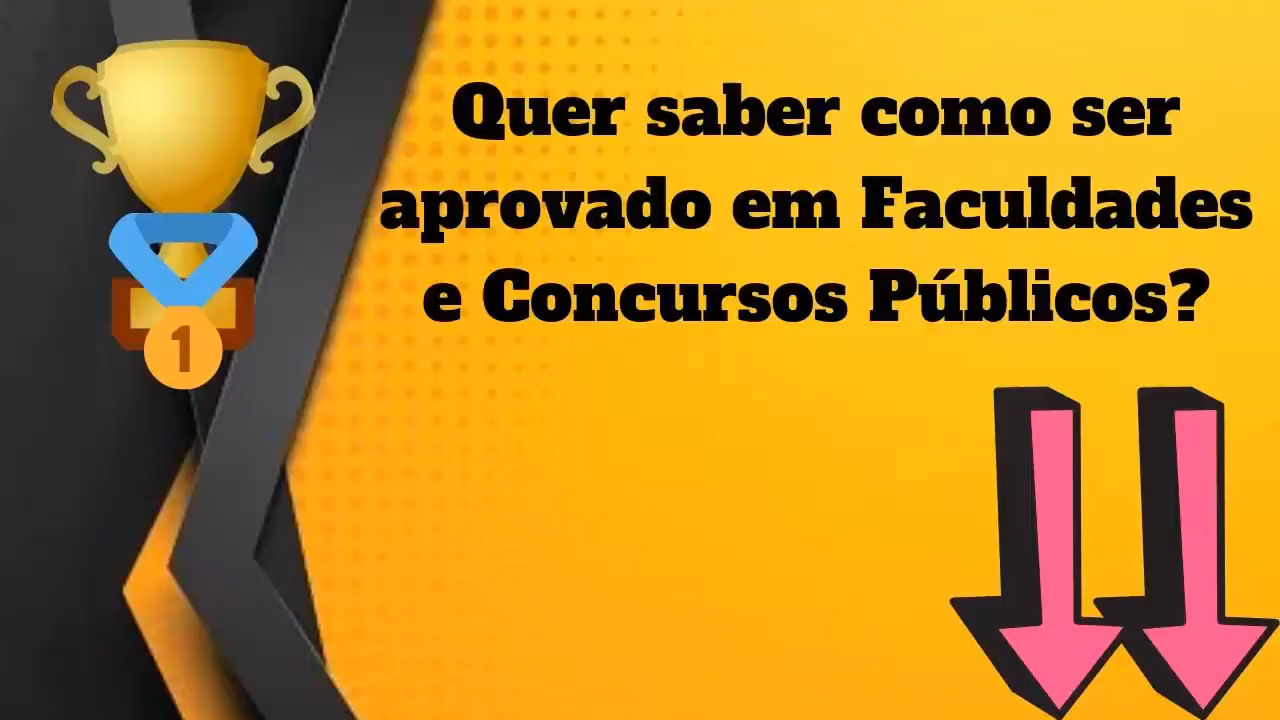 Quer saber como ser
aprovado em Faculdades
e Concursos Públicos?
1